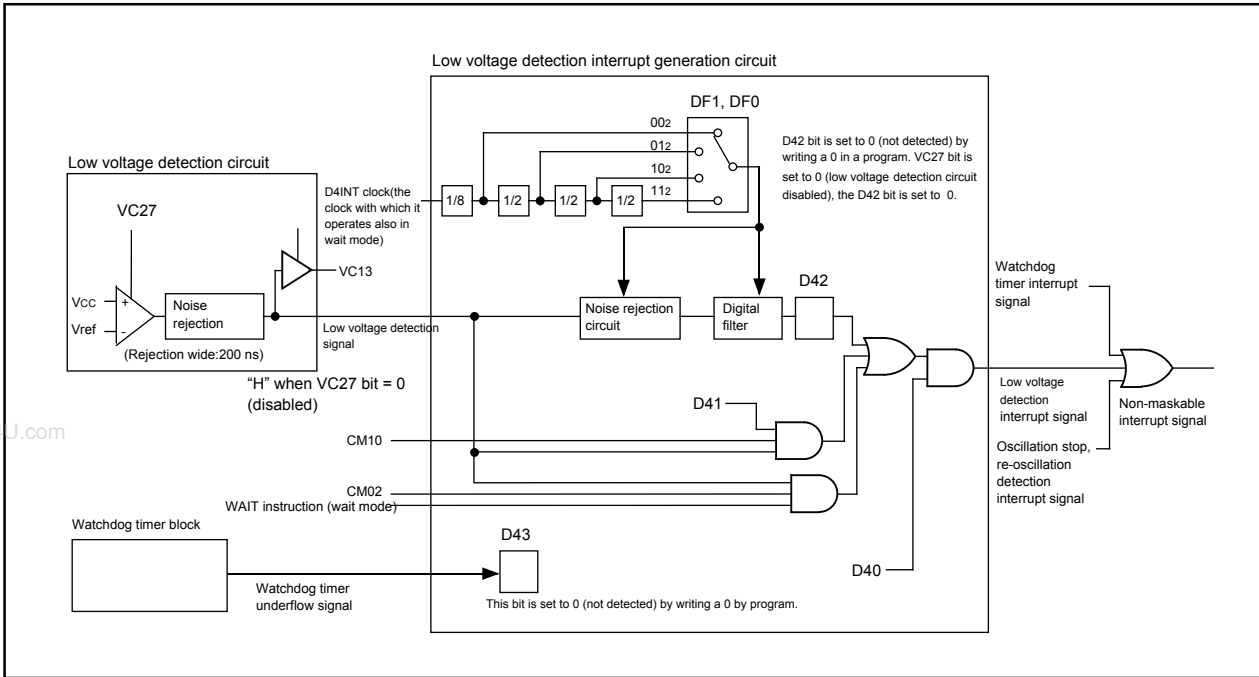 Low voltage detection interrupt generation circuit
DF1, DF0
002
012
102
112
D42 bit is set to 0 (not detected) by
writing a 0 in a program. VC27 bit is
set to 0 (low voltage detection circuit
disabled), the D42 bit is set to 0.
Low voltage detection circuit
VC27
D4INT clock(the
clock with which it
operates also in
wait mode)
1/8
1/2
1/2
1/2
VC13
VCC
+
Vref
-
Noise
rejection
(Rejection wide:200 ns)
Low voltage detection
signal
"H" when VC27 bit = 0
(disabled)
Noise rejection
circuit
Digital
filter
D42
Watchdog
timer interrupt
signal
D41
CM10
Low voltage
detection
interrupt signal
Non-maskable
interrupt signal
Oscillation stop,
re-oscillation
detection
interrupt signal
CM02
WAIT instruction (wait mode)
Watchdog timer block
D43
D40
Watchdog timer
underflow signal
This bit is set to 0 (not detected) by writing a 0 by program.
U.com